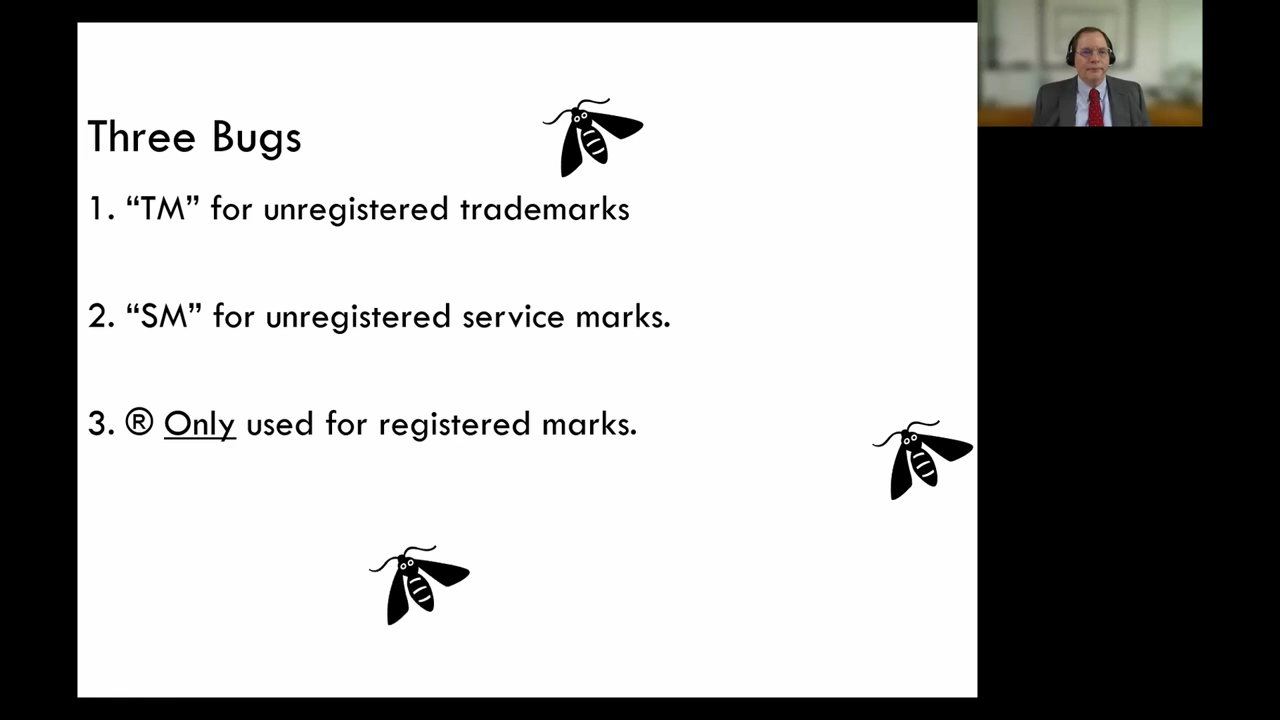 Three Bugs
1. “TM” for unregistered trademarks
2. “SM” for unregistered service marks.
3. ® Only used for registered marks.